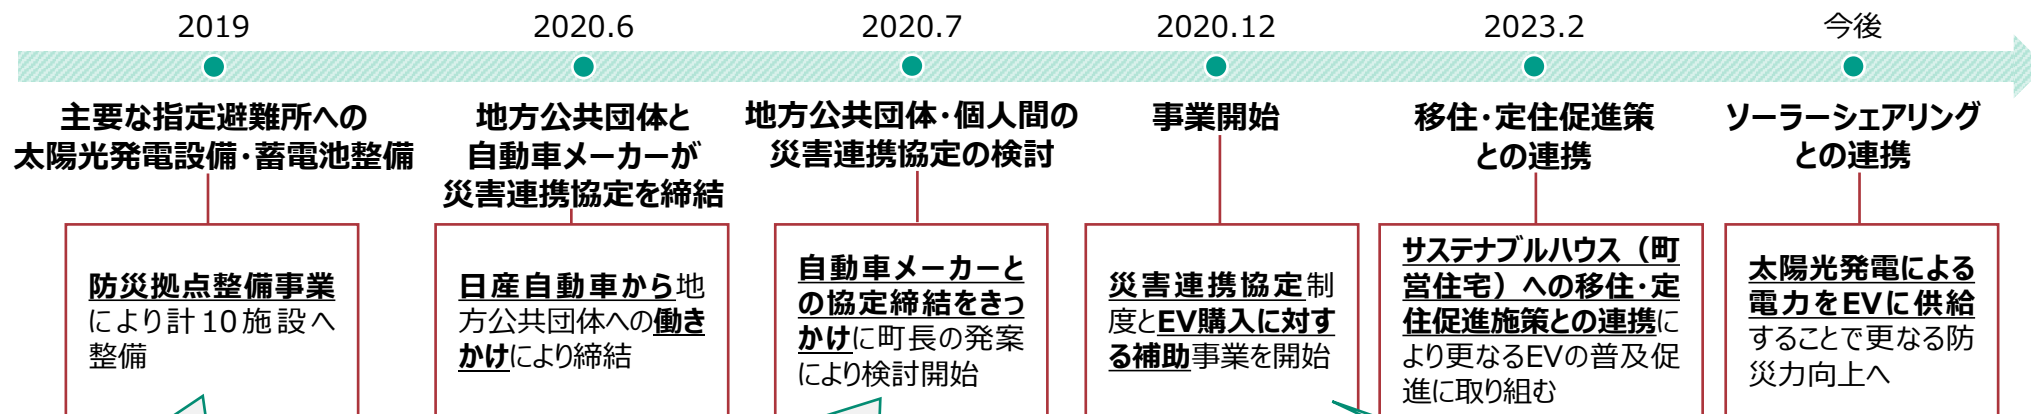 2019
2020.6
2020.7
2020.12
2023.2
今後
主要な指定避難所への
太陽光発電設備・蓄電池整備
地方公共団体と
自動車メーカーが
災害連携協定を締結
地方公共団体・個人間の
災害連携協定の検討
事業開始
移住・定住促進策
との連携
ソーラーシェアリング
との連携
防災拠点整備事業
により計10施設へ
整備
日産自動車から地
方公共団体への働き
かけにより締結
自動車メーカーと
の協定締結をきっ
かけに町長の発案
により検討開始
災害連携協定制
度とEV購入に対す
る補助事業を開始
サステナブルハウス（町
営住宅）への移住・定
住促進施策との連携に
より更なるEVの普及促
進に取り組む
太陽光発電による
電力をEVに供給
することで更なる防
災力向上へ